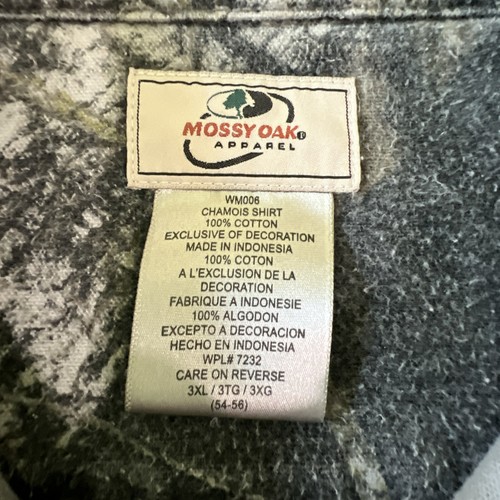 MOSSY OAK®
APPAREL
WM006
CHAMOIS SHIRT
100% COTTON
EXCLUSIVE OF DECORATION
MADE IN INDONESIA
100% COTON
A L'EXCLUSION DE LA
DECORATION
FABRIQUE A INDONESIE
100% ALGODON
EXCEPTO A DECORACION
HECHO EN INDONESIA
WPL# 7232
CARE ON REVERSE
3XL / 3TG / 3XG
(54-56)